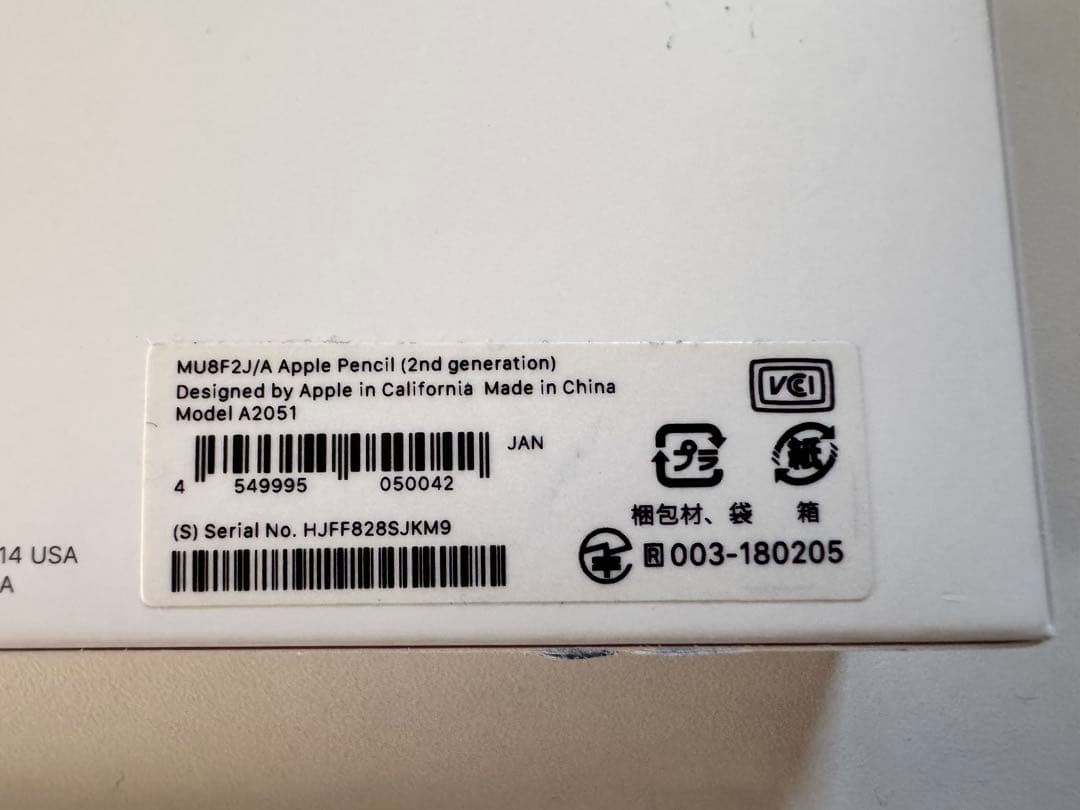 MU8F2J/A Apple Pencil (2nd generation)
Designed by Apple in California Made in China
Model A2051
JAN
4 549995 050042
(S) Serial No. HJFF828SJKM9
VCCI
プラ
紙
梱包材、袋 箱
R 003-180205
14 USA
A